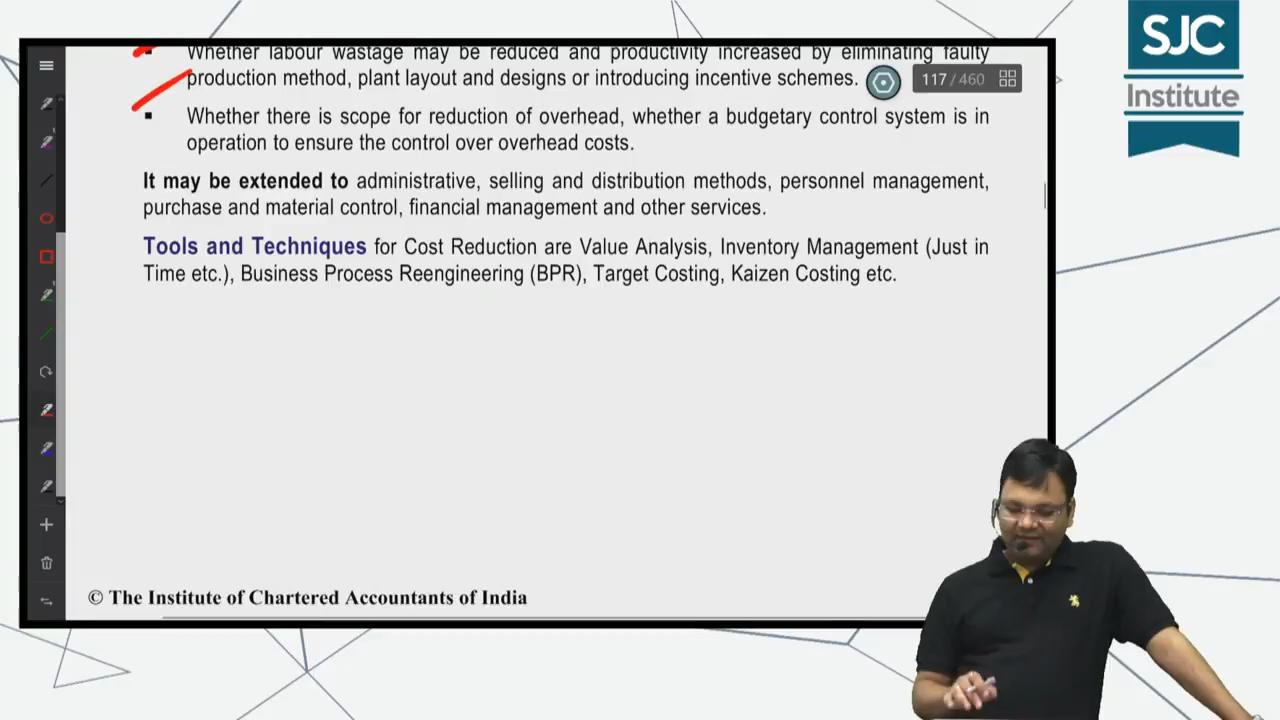 SJC
Institute
Whether labour wastage may be reduced and productivity increased by eliminating faulty
production method, plant layout and designs or introducing incentive schemes.
117 / 460
▪ Whether there is scope for reduction of overhead, whether a budgetary control system is in
operation to ensure the control over overhead costs.
It may be extended to administrative, selling and distribution methods, personnel management,
purchase and material control, financial management and other services.
Tools and Techniques for Cost Reduction are Value Analysis, Inventory Management (Just in
Time etc.), Business Process Reengineering (BPR), Target Costing, Kaizen Costing etc.
© The Institute of Chartered Accountants of India